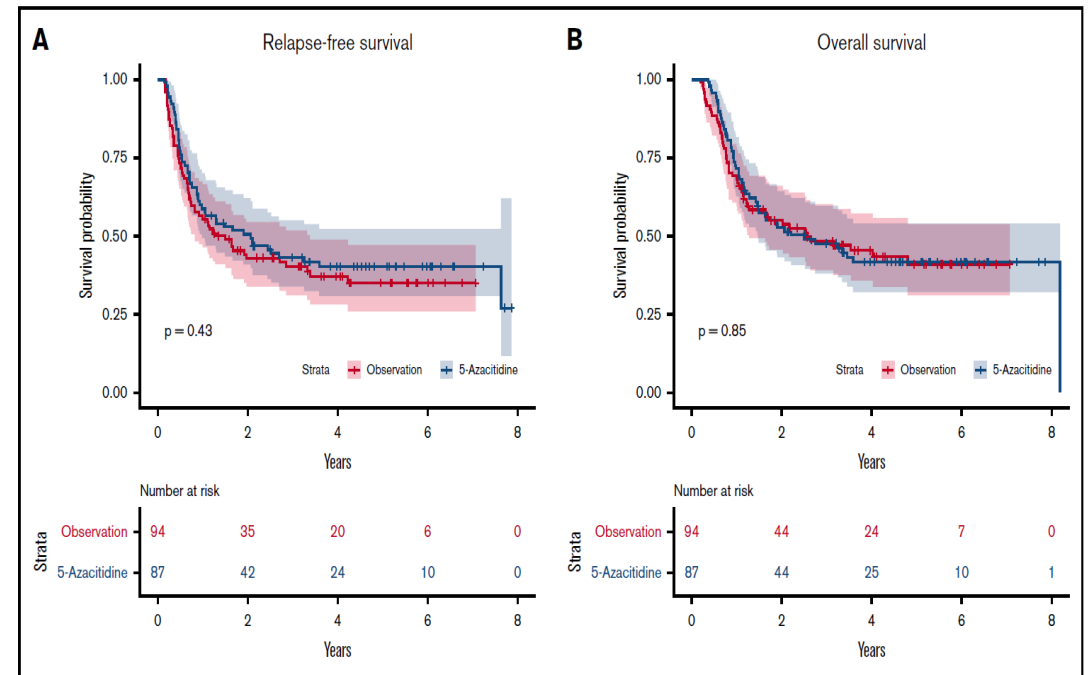 A
Relapse-free survival
Survival probability
1.00
0.75
0.50
0.25
0.00
p = 0.43
Strata Observation 5-Azacitidine
0 2 4 6 8
Years
Number at risk
Strata
Observation 94 35 20 6 0
5-Azacitidine 87 42 24 10 0
0 2 4 6 8
Years
B
Overall survival
Survival probability
1.00
0.75
0.50
0.25
0.00
p = 0.85
Strata Observation 5-Azacitidine
0 2 4 6 8
Years
Number at risk
Strata
Observation 94 44 24 7 0
5-Azacitidine 87 44 25 10 1
0 2 4 6 8
Years